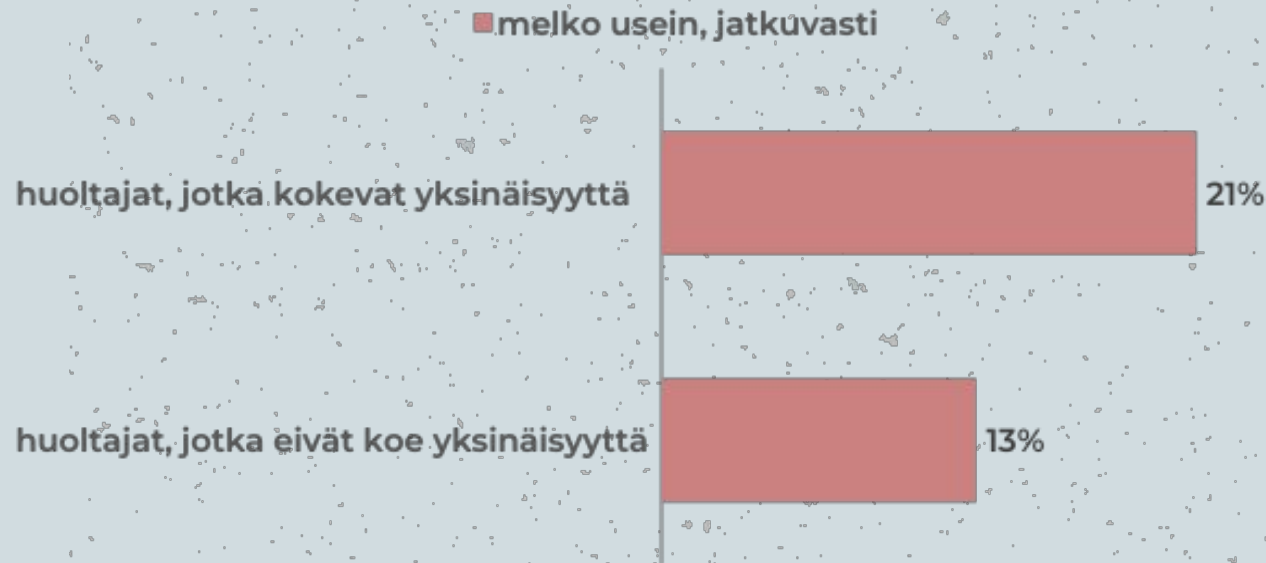 melko usein, jatkuvasti
huoltajat, jotka kokevat yksinäisyyttä 21%
huoltajat, jotka eivät koe yksinäisyyttä 13%